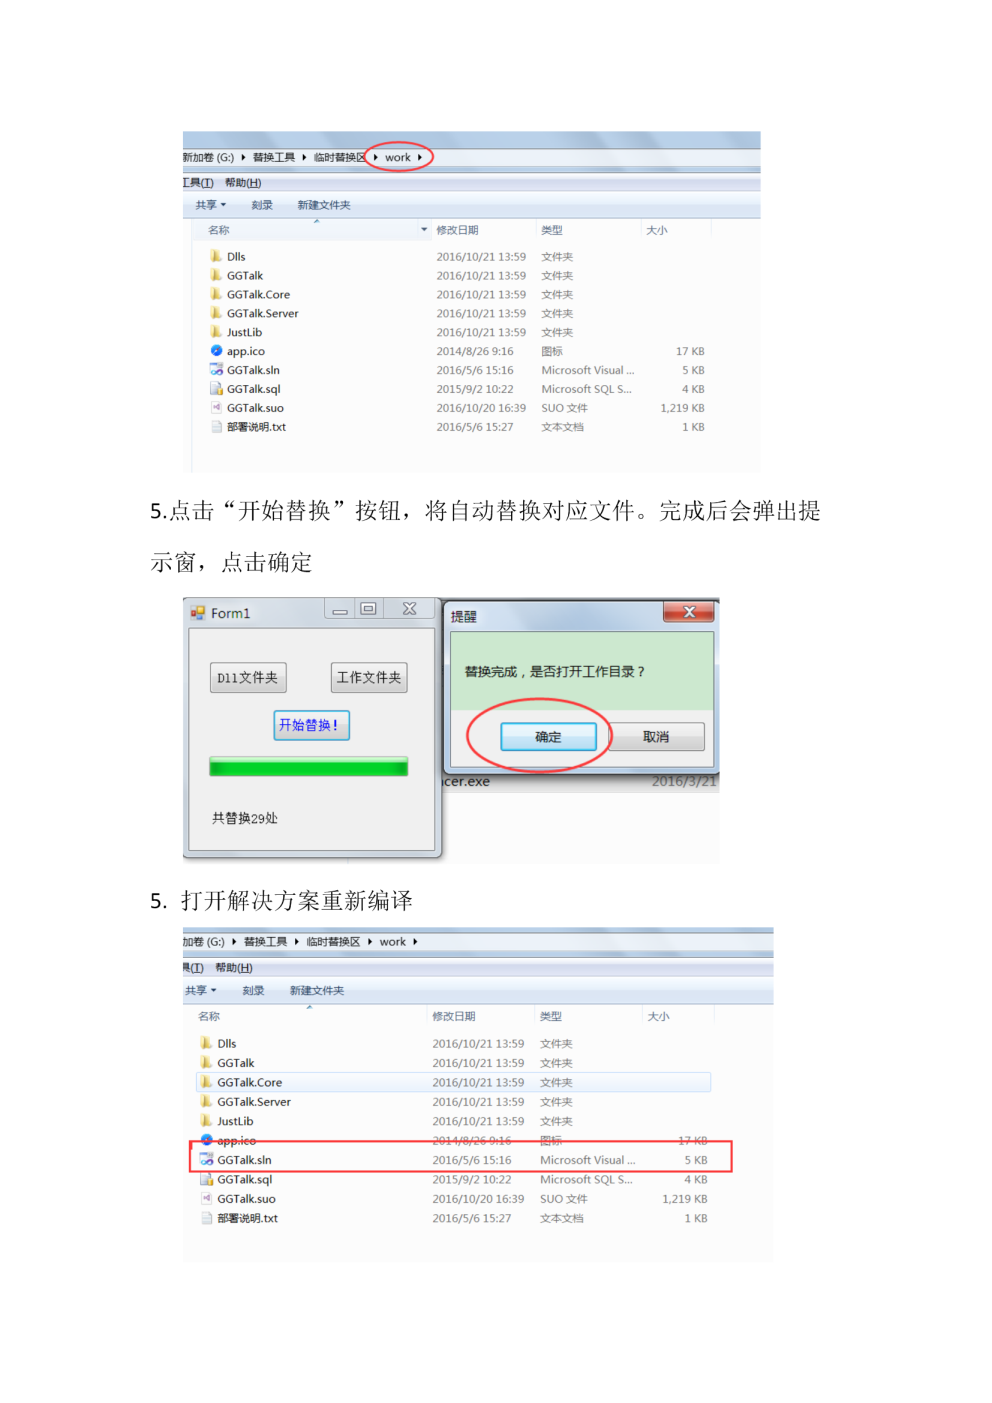 新加卷 (G:) ▸ 替换工具 ▸ 临时替换区 ▸ work ▸
工具(T) 帮助(H)
共享 刻录 新建文件夹
名称 修改日期 类型 大小
Dlls 2016/10/21 13:59 文件夹
GGTalk 2016/10/21 13:59 文件夹
GGTalk.Core 2016/10/21 13:59 文件夹
GGTalk.Server 2016/10/21 13:59 文件夹
JustLib 2016/10/21 13:59 文件夹
app.ico 2014/8/26 9:16 图标 17 KB
GGTalk.sln 2016/5/6 15:16 Microsoft Visual ... 5 KB
GGTalk.sql 2015/9/2 10:22 Microsoft SQL S... 4 KB
GGTalk.suo 2016/10/20 16:39 SUO 文件 1,219 KB
部署说明.txt 2016/5/6 15:27 文本文档 1 KB
5.点击“开始替换”按钮，将自动替换对应文件。完成后会弹出提
示窗，点击确定
Form1
Dll文件夹 工作文件夹
开始替换!
共替换29处
提醒
替换完成，是否打开工作目录？
确定 取消
cer.exe 2016/3/21
5. 打开解决方案重新编译
加卷 (G:) ▸ 替换工具 ▸ 临时替换区 ▸ work ▸
具(T) 帮助(H)
共享 刻录 新建文件夹
名称 修改日期 类型 大小
Dlls 2016/10/21 13:59 文件夹
GGTalk 2016/10/21 13:59 文件夹
GGTalk.Core 2016/10/21 13:59 文件夹
GGTalk.Server 2016/10/21 13:59 文件夹
JustLib 2016/10/21 13:59 文件夹
app.ico 2014/8/26 9:16 图标 17 KB
GGTalk.sln 2016/5/6 15:16 Microsoft Visual ... 5 KB
GGTalk.sql 2015/9/2 10:22 Microsoft SQL S... 4 KB
GGTalk.suo 2016/10/20 16:39 SUO 文件 1,219 KB
部署说明.txt 2016/5/6 15:27 文本文档 1 KB